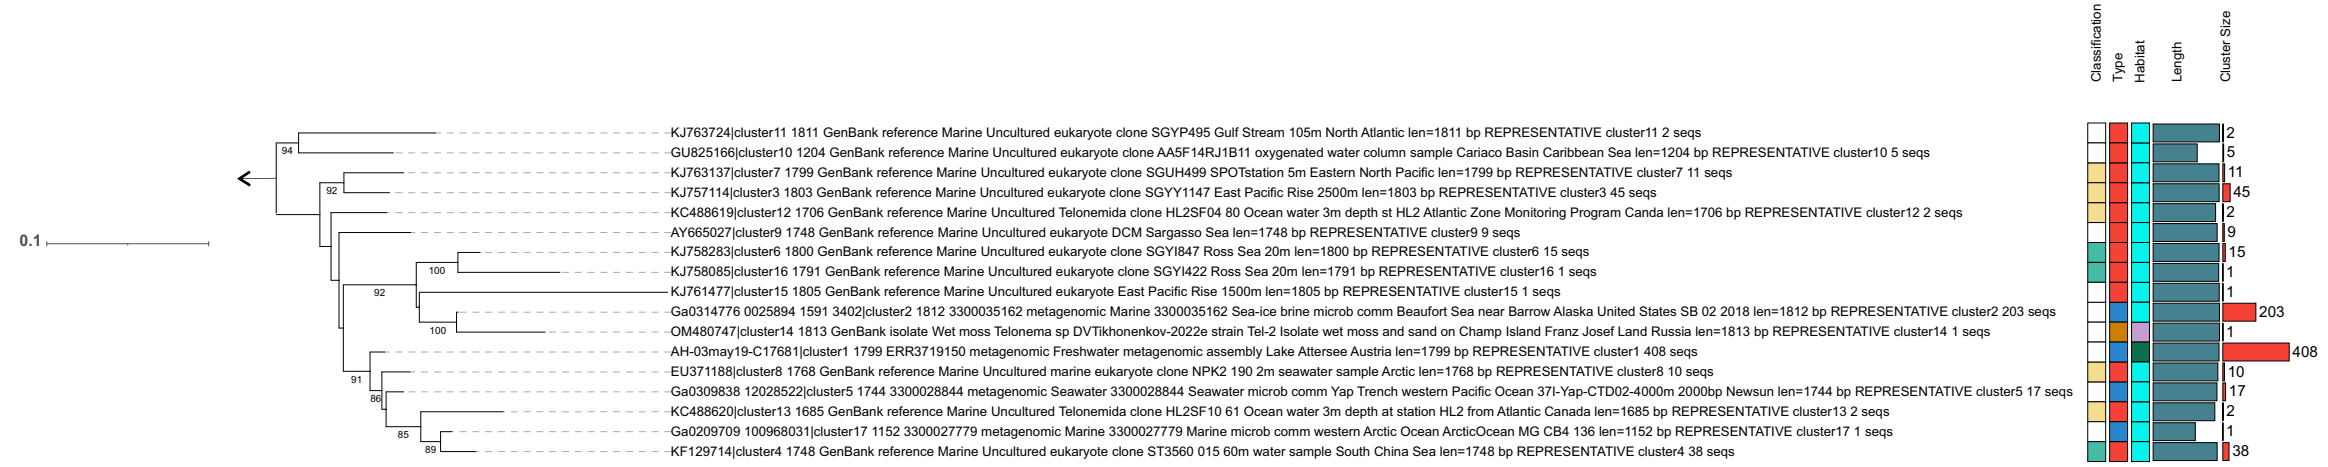 Classification
Type
Habitat
Length
Cluster Size
KJ763724|cluster11 1811 GenBank reference Marine Uncultured eukaryote clone SGYP495 Gulf Stream 105m North Atlantic len=1811 bp REPRESENTATIVE cluster11 2 seqs 2
94
GU825166|cluster10 1204 GenBank reference Marine Uncultured eukaryote clone AA5F14RJ1B11 oxygenated water column sample Cariaco Basin Caribbean Sea len=1204 bp REPRESENTATIVE cluster10 5 seqs 5
KJ763137|cluster7 1799 GenBank reference Marine Uncultured eukaryote clone SGUH499 SPOTstation 5m Eastern North Pacific len=1799 bp REPRESENTATIVE cluster7 11 seqs 11
92
KJ757114|cluster3 1803 GenBank reference Marine Uncultured eukaryote clone SGYY1147 East Pacific Rise 2500m len=1803 bp REPRESENTATIVE cluster3 45 seqs 45
KC488619|cluster12 1706 GenBank reference Marine Uncultured Telonemida clone HL2SF04 80 Ocean water 3m depth st HL2 Atlantic Zone Monitoring Program Canda len=1706 bp REPRESENTATIVE cluster12 2 seqs 2
AY665027|cluster9 1748 GenBank reference Marine Uncultured eukaryote DCM Sargasso Sea len=1748 bp REPRESENTATIVE cluster9 9 seqs 9
0.1
KJ758283|cluster6 1800 GenBank reference Marine Uncultured eukaryote clone SGYI847 Ross Sea 20m len=1800 bp REPRESENTATIVE cluster6 15 seqs 15
100
KJ758085|cluster16 1791 GenBank reference Marine Uncultured eukaryote clone SGYI422 Ross Sea 20m len=1791 bp REPRESENTATIVE cluster16 1 seqs 1
92
KJ761477|cluster15 1805 GenBank reference Marine Uncultured eukaryote East Pacific Rise 1500m len=1805 bp REPRESENTATIVE cluster15 1 seqs 1
Ga0314776 0025894 1591 3402|cluster2 1812 3300035162 metagenomic Marine 3300035162 Sea-ice brine microb comm Beaufort Sea near Barrow Alaska United States SB 02 2018 len=1812 bp REPRESENTATIVE cluster2 203 seqs 203
100
OM480747|cluster14 1813 GenBank isolate Wet moss Telonema sp DVTikhonenkov-2022e strain Tel-2 Isolate wet moss and sand on Champ Island Franz Josef Land Russia len=1813 bp REPRESENTATIVE cluster14 1 seqs 1
AH-03may19-C17681|cluster1 1799 ERR3719150 metagenomic Freshwater metagenomic assembly Lake Attersee Austria len=1799 bp REPRESENTATIVE cluster1 408 seqs 408
91
EU371188|cluster8 1768 GenBank reference Marine Uncultured marine eukaryote clone NPK2 190 2m seawater sample Arctic len=1768 bp REPRESENTATIVE cluster8 10 seqs 10
86
Ga0309838 12028522|cluster5 1744 3300028844 metagenomic Seawater 3300028844 Seawater microb comm Yap Trench western Pacific Ocean 37I-Yap-CTD02-4000m 2000bp Newsun len=1744 bp REPRESENTATIVE cluster5 17 seqs 17
KC488620|cluster13 1685 GenBank reference Marine Uncultured Telonemida clone HL2SF10 61 Ocean water 3m depth at station HL2 from Atlantic Canada len=1685 bp REPRESENTATIVE cluster13 2 seqs 2
85
Ga0209709 100968031|cluster17 1152 3300027779 metagenomic Marine 3300027779 Marine microb comm western Arctic Ocean ArcticOcean MG CB4 136 len=1152 bp REPRESENTATIVE cluster17 1 seqs 1
89
KF129714|cluster4 1748 GenBank reference Marine Uncultured eukaryote clone ST3560 015 60m water sample South China Sea len=1748 bp REPRESENTATIVE cluster4 38 seqs 38